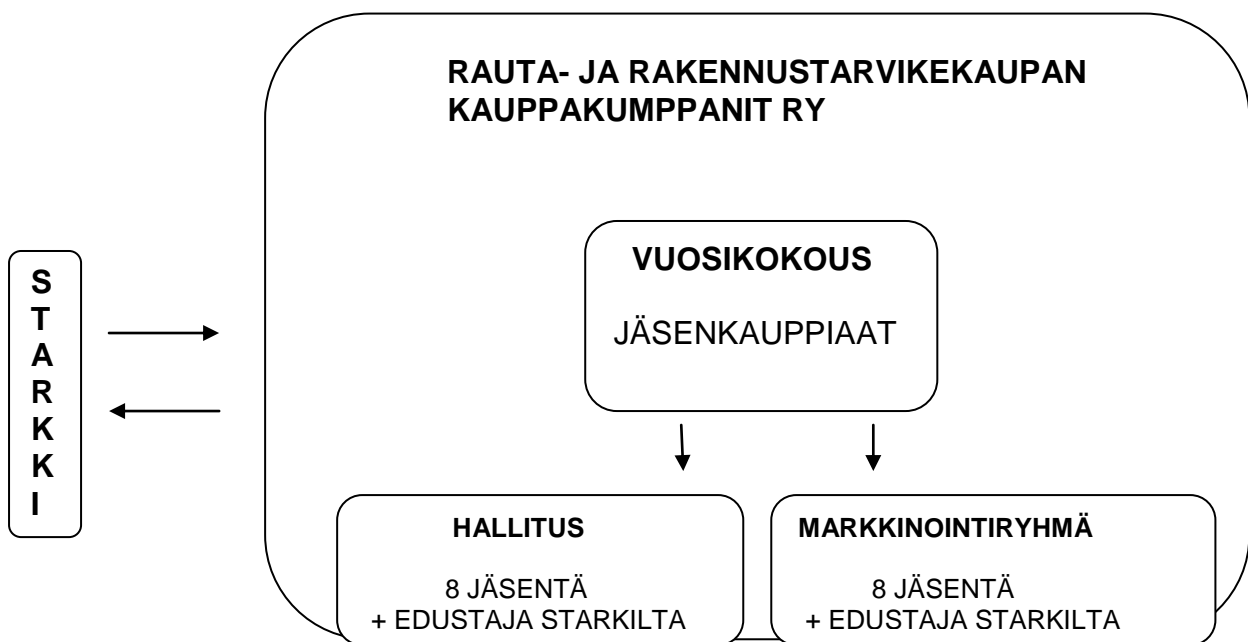 RAUTA- JA RAKENNUSTARVIKEKAUPAN
KAUPPAKUMPPANIT RY
VUOSIKOKOUS
JÄSENKAUPPIAAT
S
T
A
R
K
K
I
HALLITUS
8 JÄSENTÄ
+ EDUSTAJA STARKILTA
MARKKINOINTIRYHMÄ
8 JÄSENTÄ
+ EDUSTAJA STARKILTA